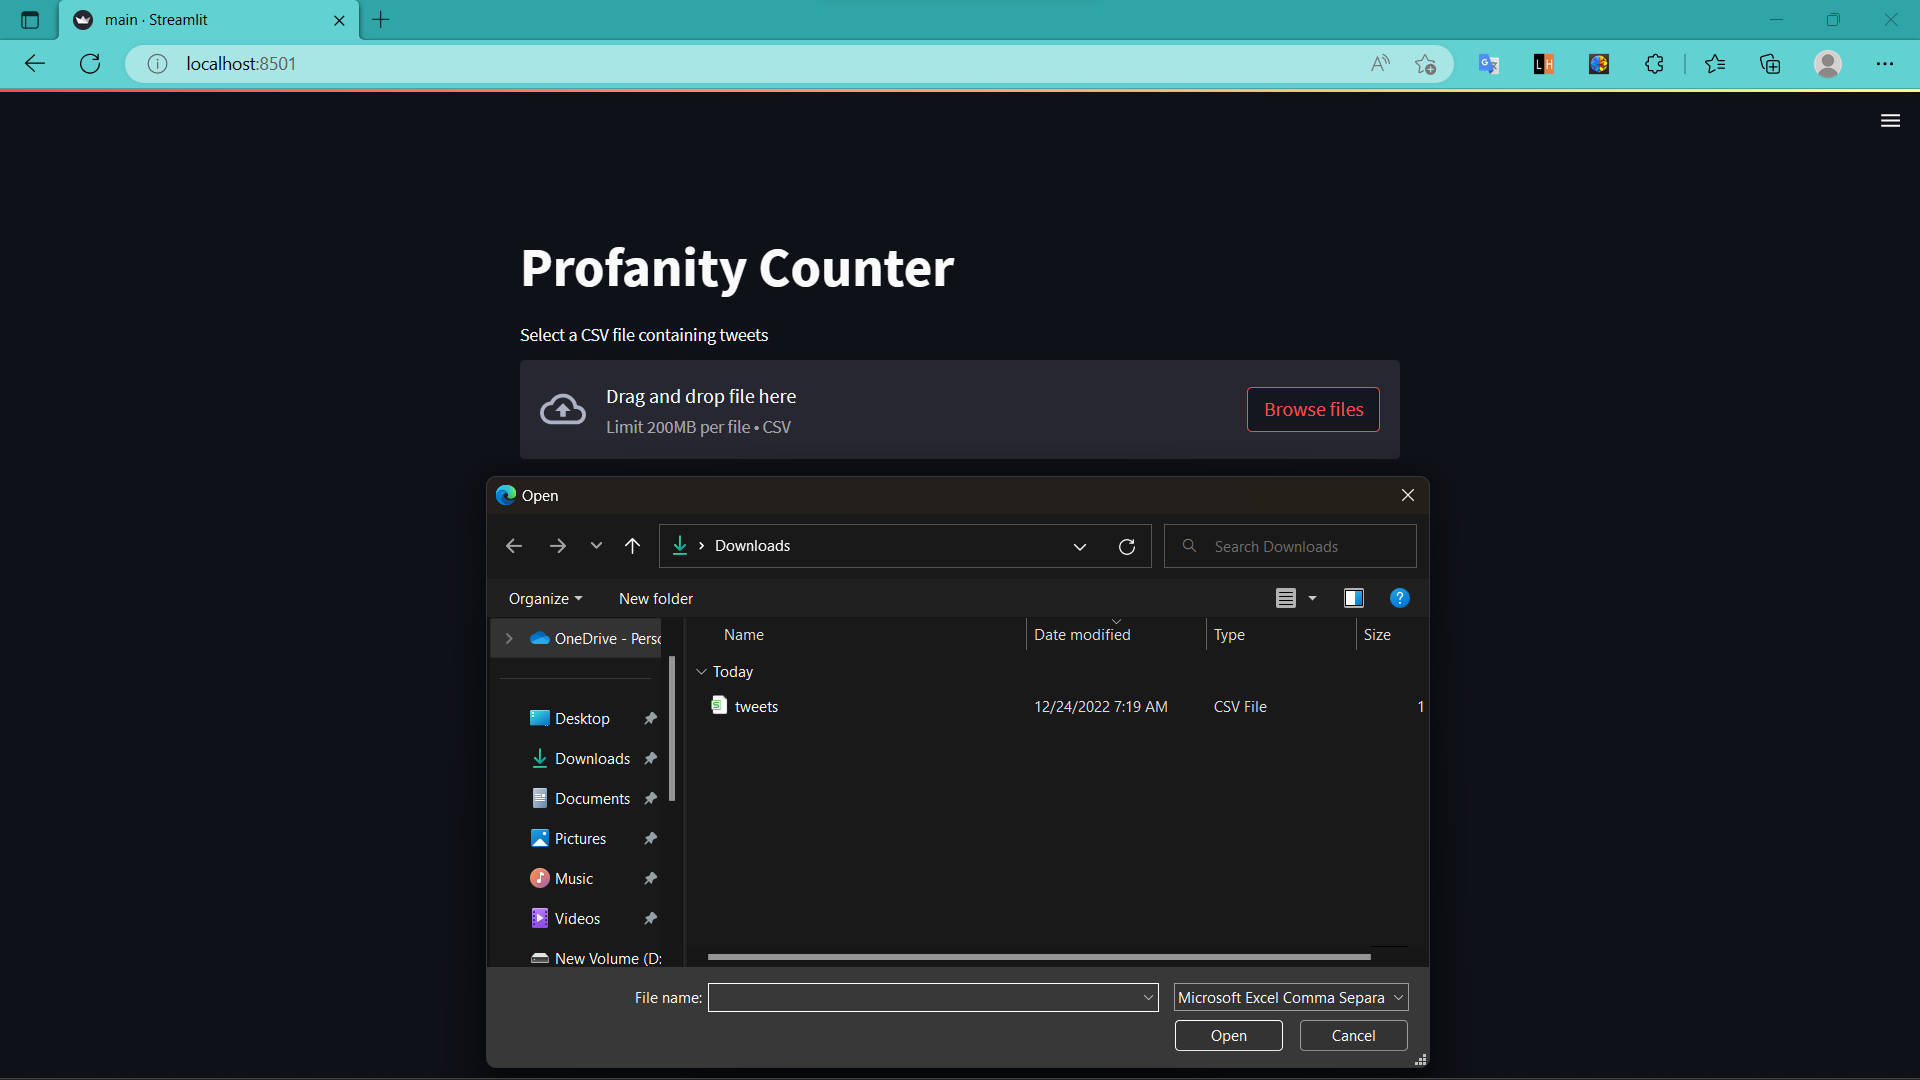 main · Streamlit
localhost:8501
Profanity Counter
Select a CSV file containing tweets
Drag and drop file here
Limit 200MB per file • CSV
Browse files
Open
Downloads
Search Downloads
Organize
New folder
OneDrive - Perso
Name
Date modified
Type
Size
Today
tweets
12/24/2022 7:19 AM
CSV File
1
Desktop
Downloads
Documents
Pictures
Music
Videos
New Volume (D:
File name:
Microsoft Excel Comma Separa
Open
Cancel